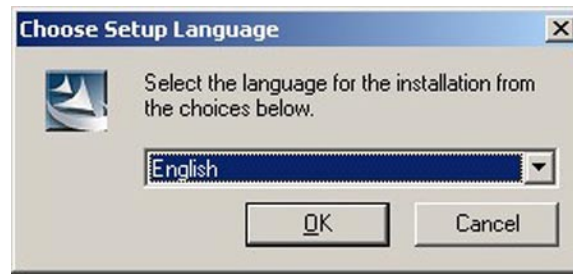 Choose Setup Language
Select the language for the installation from
the choices below.
English
OK
Cancel